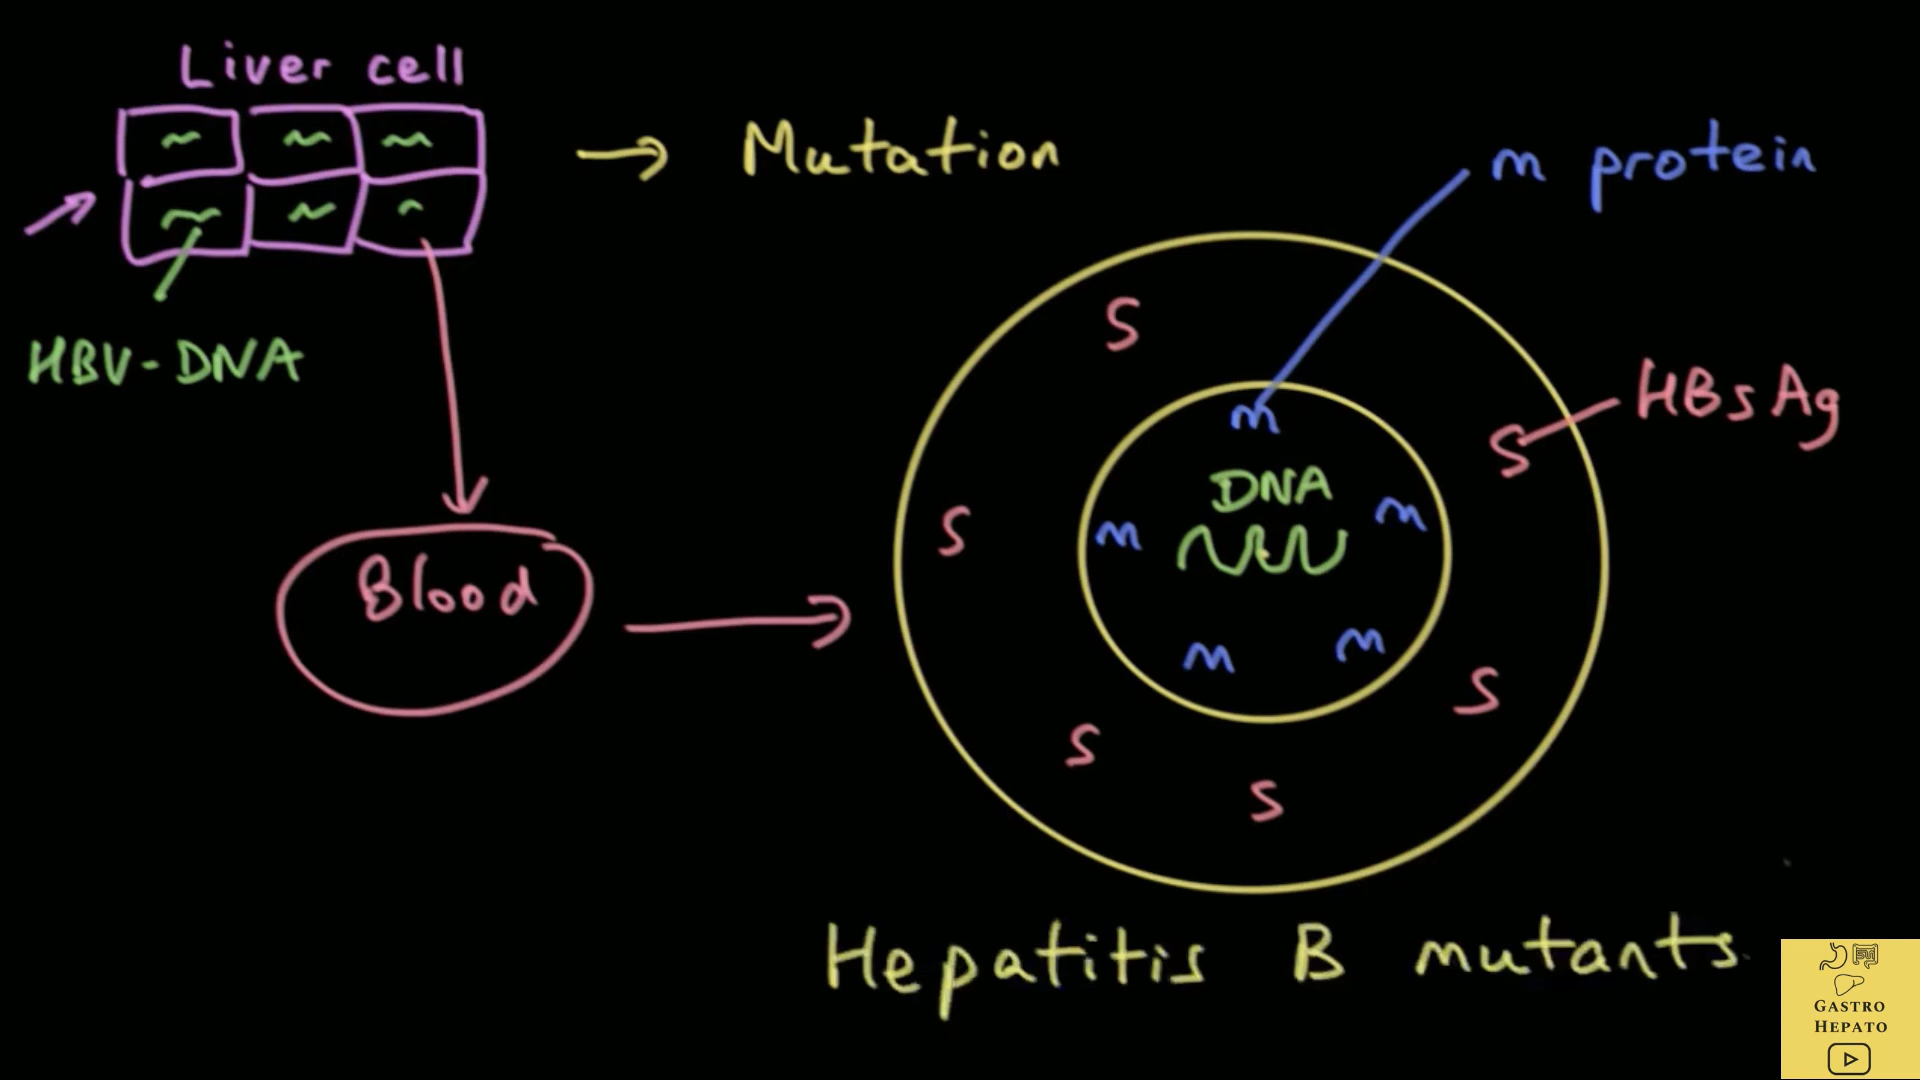 Liver cell
~ ~ ~
~ ~ ~
HBV-DNA
→ Mutation
m protein
Blood
S
S
HBsAg
m
DNA
m
m
S
m
m
S
S
S
Hepatitis B mutants
GASTRO
HEPATO